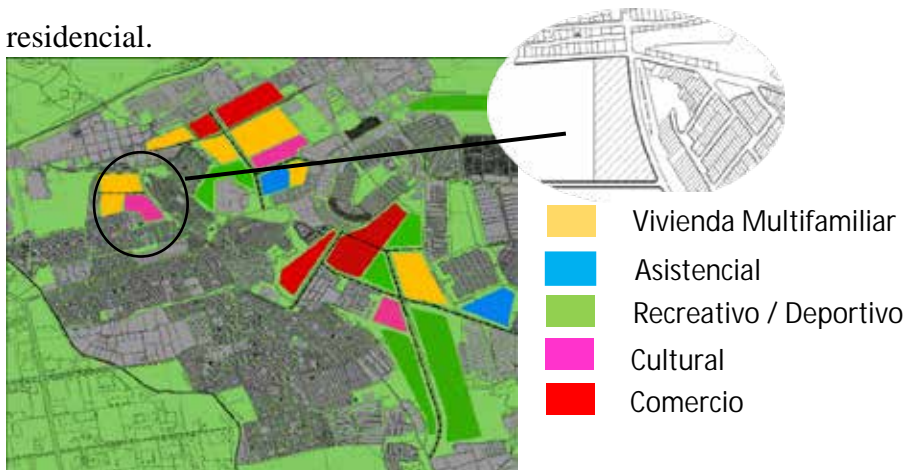 residencial.
Vivienda Multifamiliar
Asistencial
Recreativo / Deportivo
Cultural
Comercio